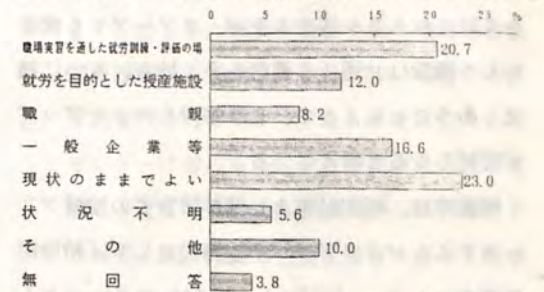 0 5 10 15 20 25 %
職場実習を通した就労訓練・評価の場 20.7
就労を目的とした授産施設 12.0
職親 8.2
一般企業等 16.6
現状のままでよい 23.0
状況不明 5.6
その他 10.0
無回答 3.8